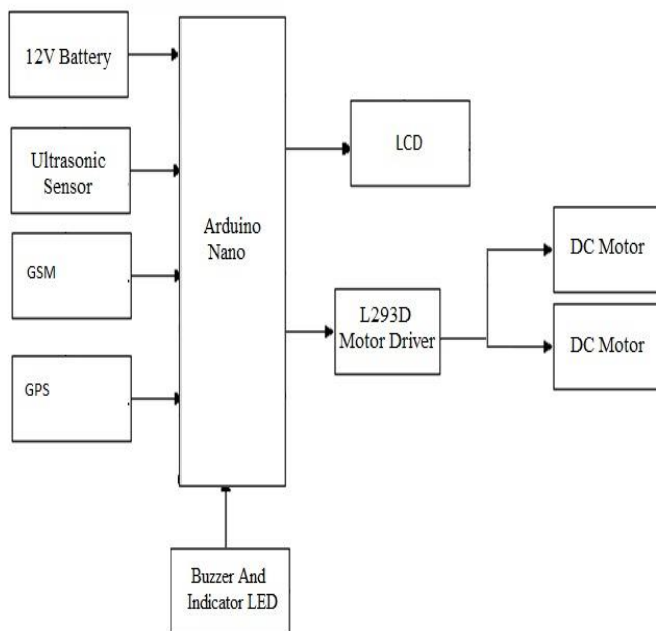 12V Battery
Ultrasonic
Sensor
GSM
GPS
Arduino
Nano
LCD
L293D
Motor Driver
DC Motor
DC Motor
Buzzer And
Indicator LED